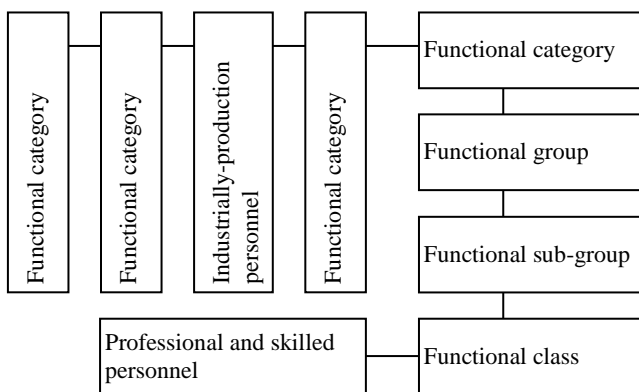 Functional category
Functional category
Industrially-production
personnel
Functional category
Functional category
Functional group
Functional sub-group
Professional and skilled
personnel
Functional class